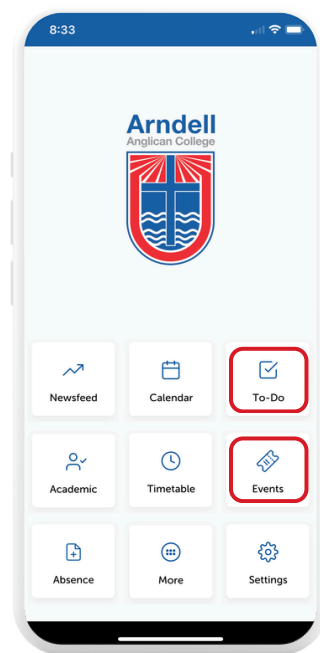 8:33
Arndell
Anglican College
Newsfeed
Calendar
To-Do
Academic
Timetable
Events
Absence
More
Settings